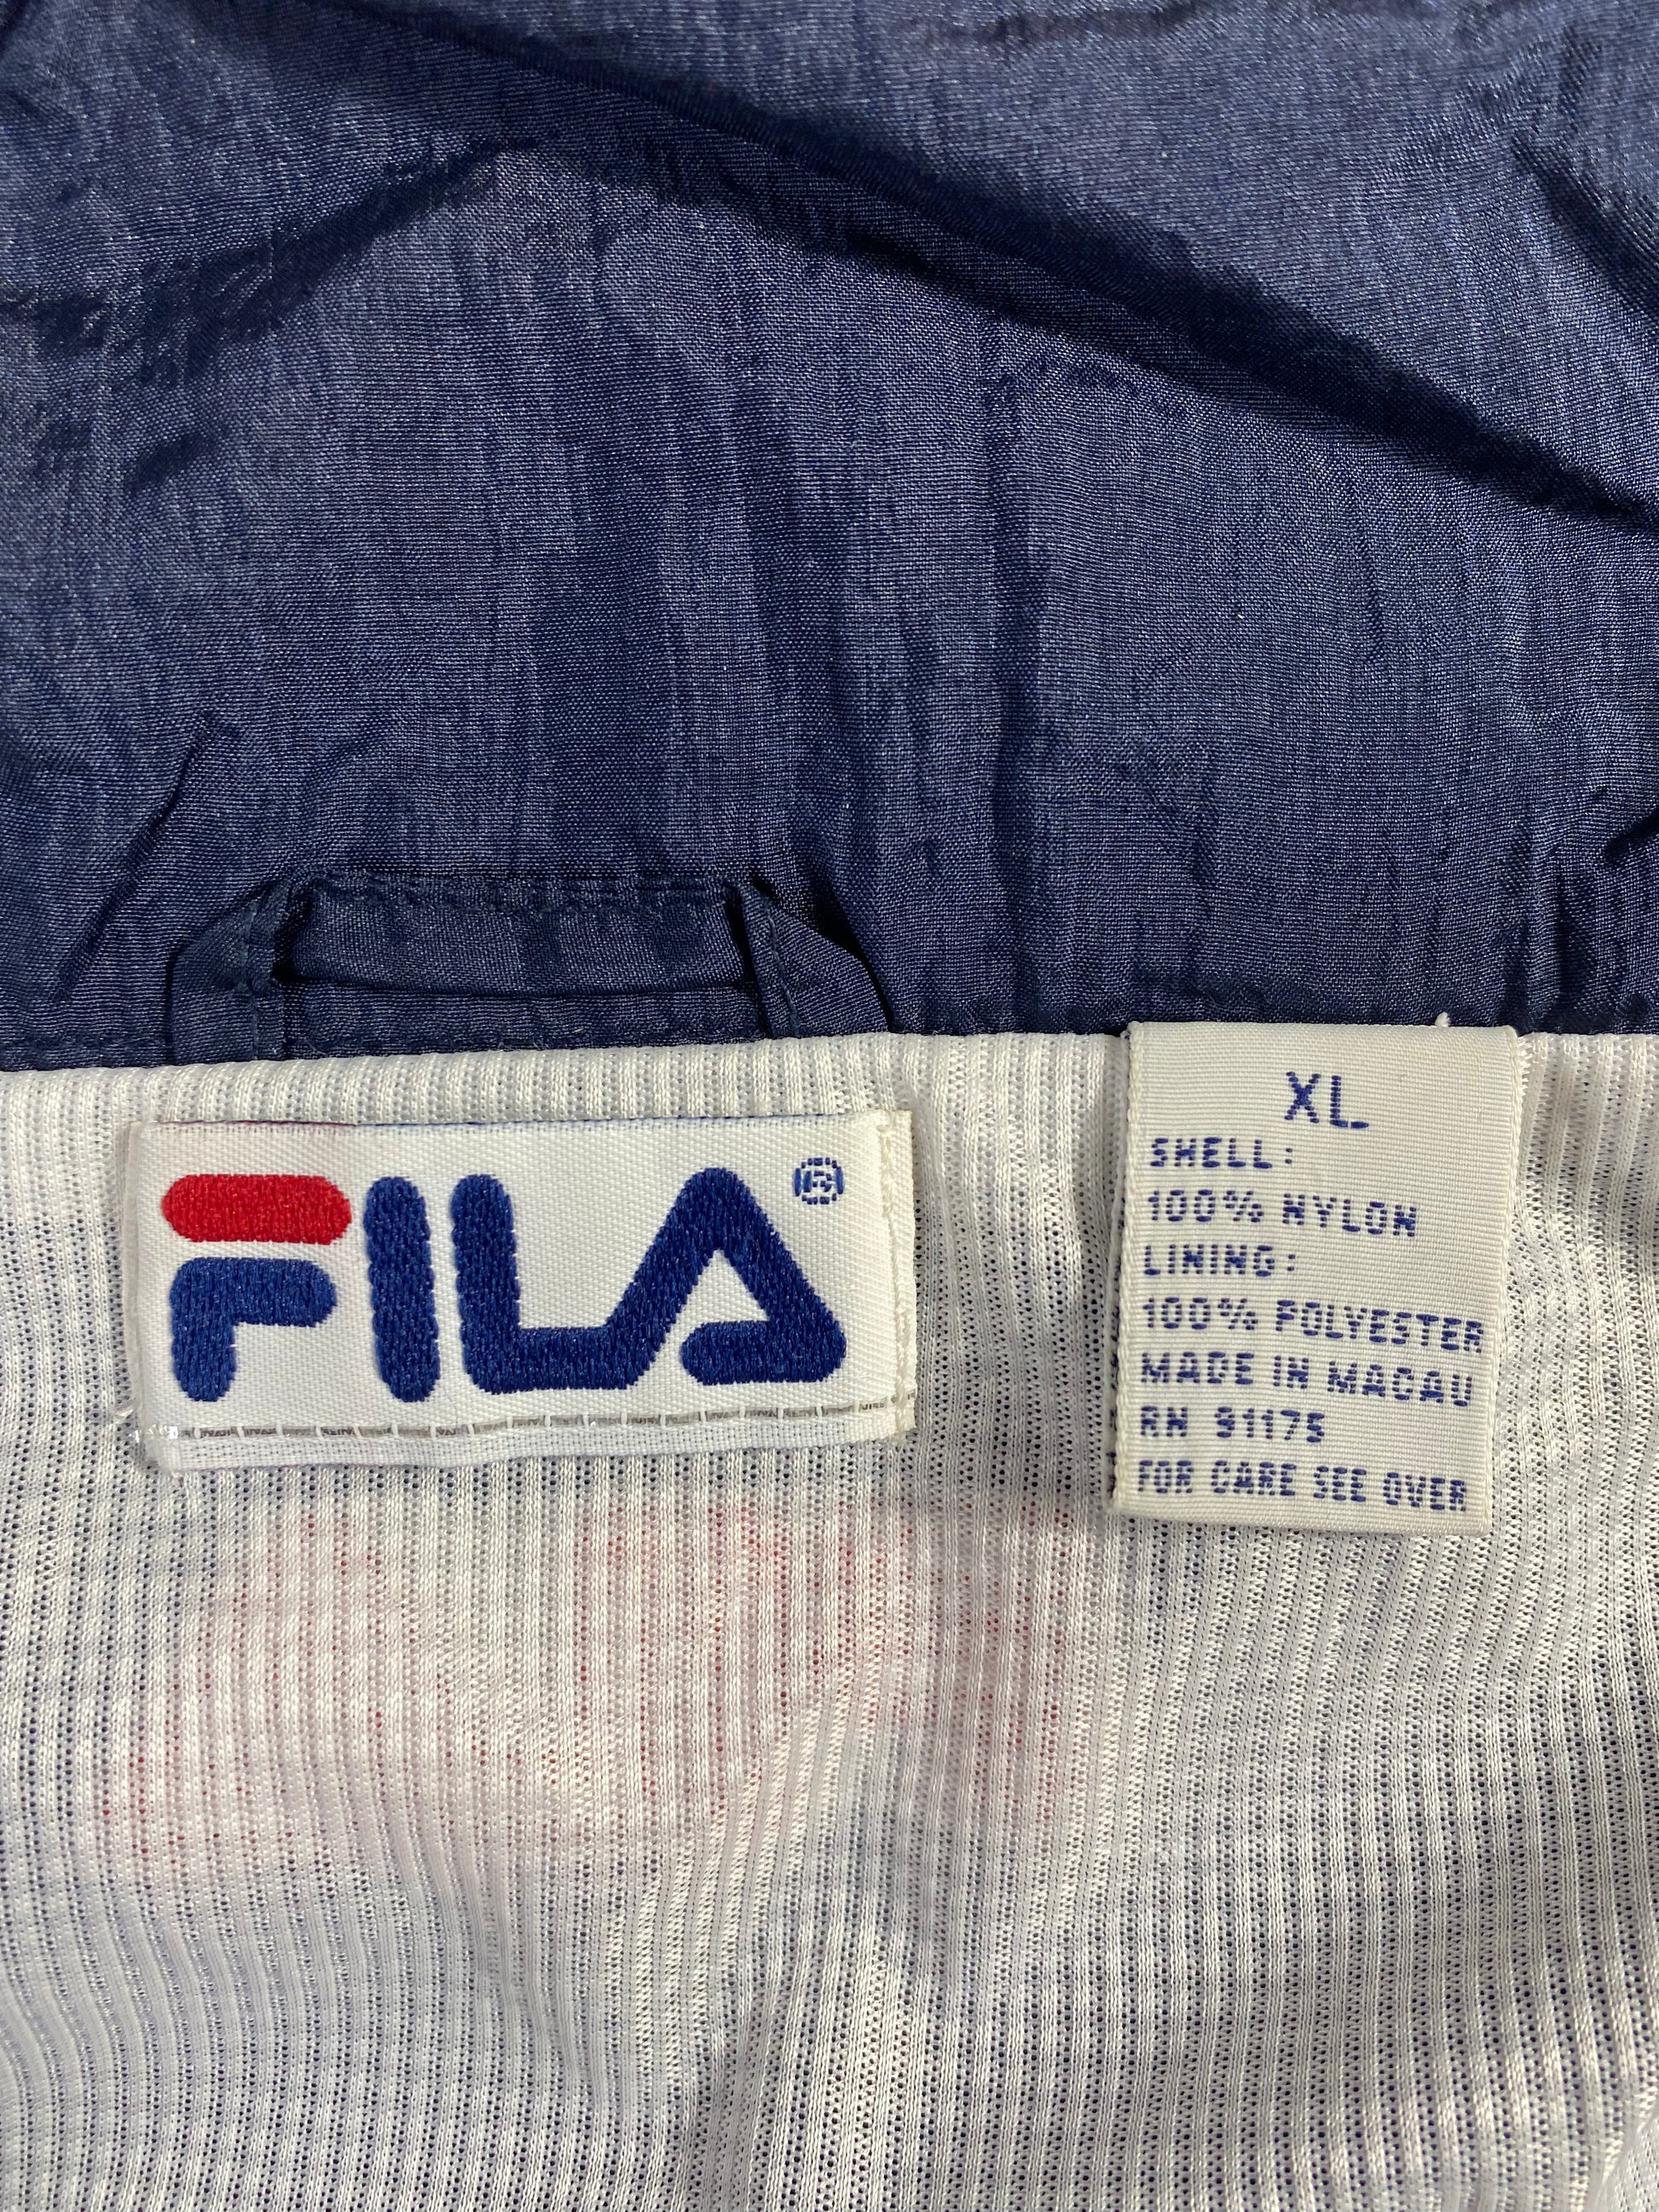 FILA®
XL
SHELL:
100% NYLON
LINING:
100% POLYESTER
MADE IN MACAU
RN 91175
FOR CARE SEE OVER